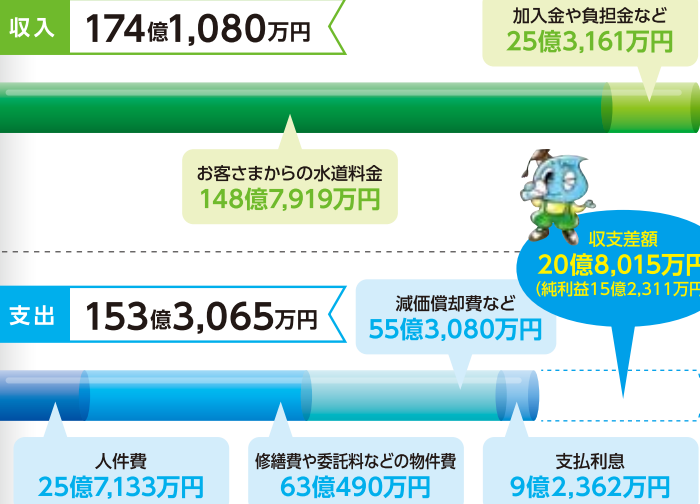 収入
174億1,080万円
加入金や負担金など
25億3,161万円
お客さまからの水道料金
148億7,919万円
収支差額
20億8,015万円
(純利益15億2,311万円
支出
153億3,065万円
減価償却費など
55億3,080万円
人件費
25億7,133万円
修繕費や委託料などの物件費
63億490万円
支払利息
9億2,362万円